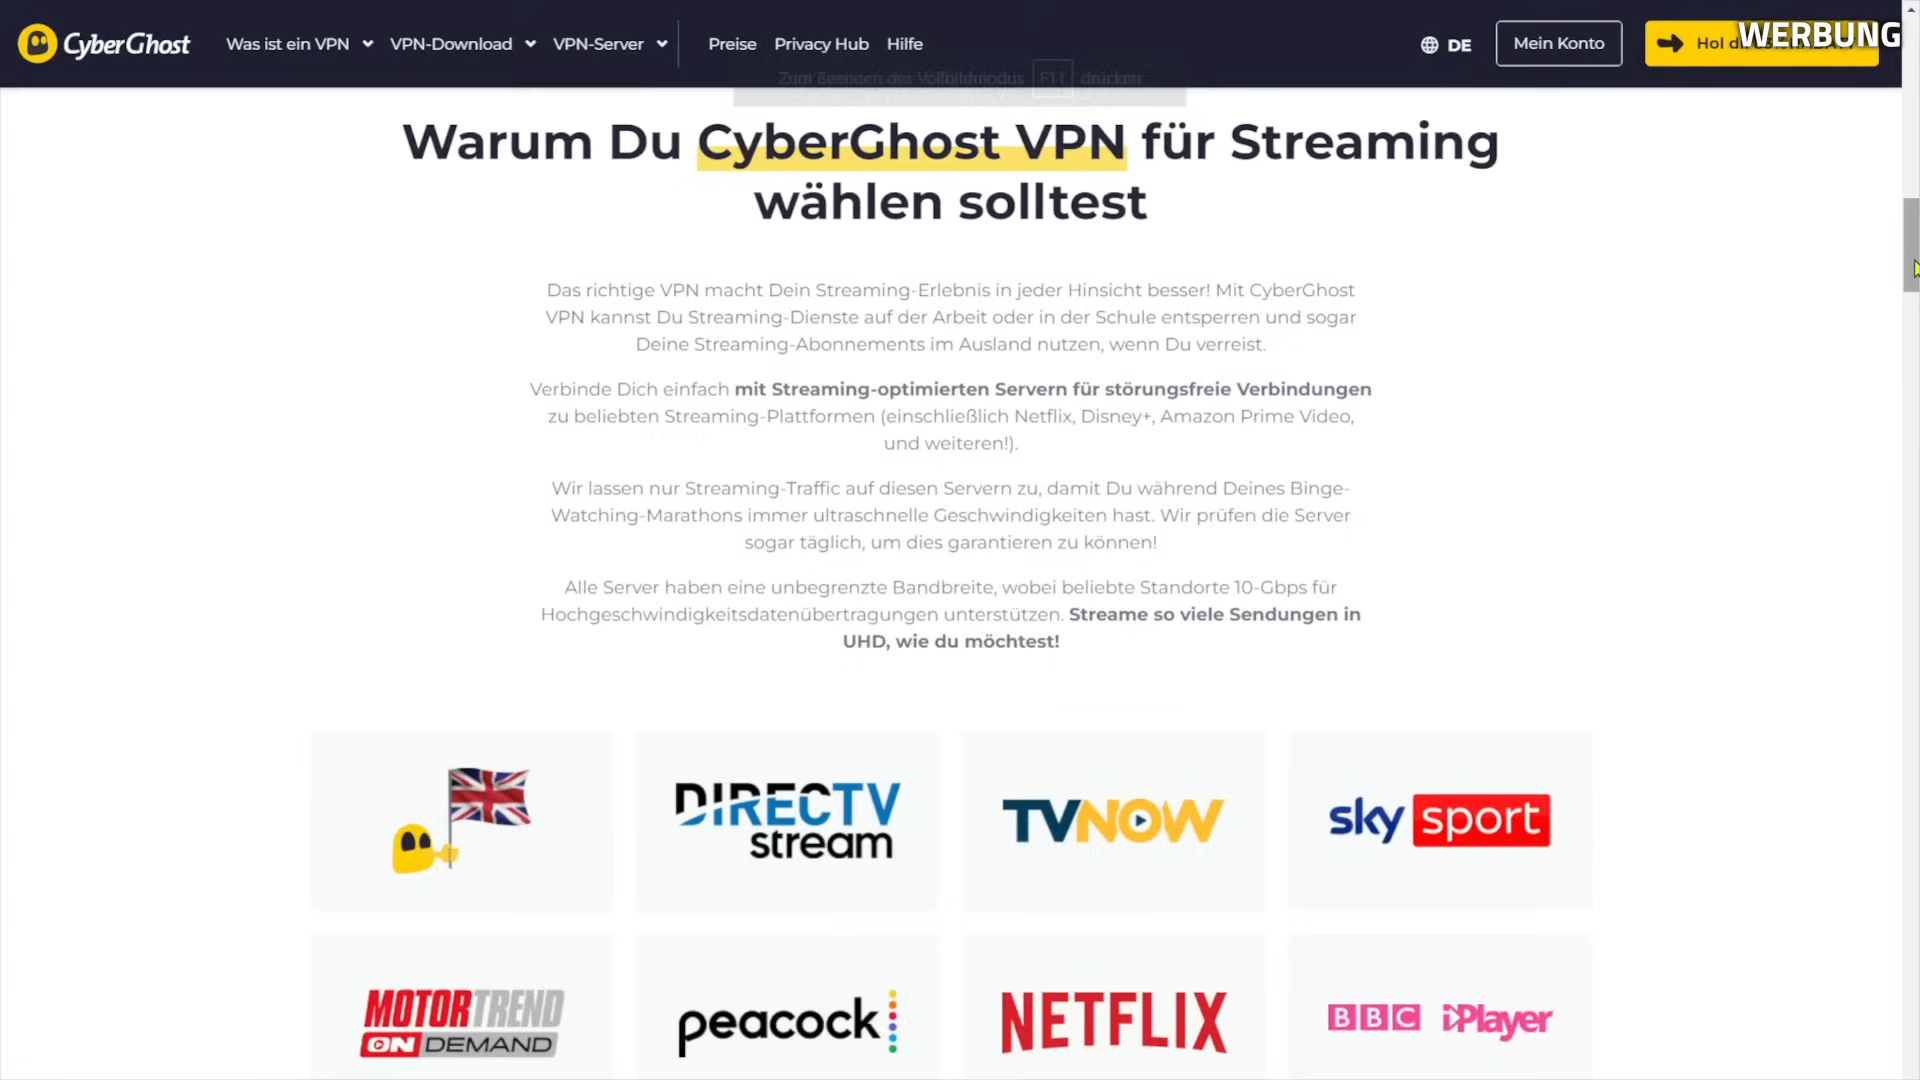 CyberGhost Was ist ein VPN VPN-Download VPN-Server Preise Privacy Hub Hilfe DE Mein Konto Hol WERBUNG
Zum Beenden des Vollbildmodus F11 drücken
Warum Du CyberGhost VPN für Streaming
wählen solltest
Das richtige VPN macht Dein Streaming-Erlebnis in jeder Hinsicht besser! Mit CyberGhost
VPN kannst Du Streaming-Dienste auf der Arbeit oder in der Schule entsperren und sogar
Deine Streaming-Abonnements im Ausland nutzen, wenn Du verreist.
Verbinde Dich einfach mit Streaming-optimierten Servern für störungsfreie Verbindungen
zu beliebten Streaming-Plattformen (einschließlich Netflix, Disney+, Amazon Prime Video,
und weiteren!).
Wir lassen nur Streaming-Traffic auf diesen Servern zu, damit Du während Deines Binge-
Watching-Marathons immer ultraschnelle Geschwindigkeiten hast. Wir prüfen die Server
sogar täglich, um dies garantieren zu können!
Alle Server haben eine unbegrenzte Bandbreite, wobei beliebte Standorte 10-Gbps für
Hochgeschwindigkeitsdatenübertragungen unterstützen. Streame so viele Sendungen in
UHD, wie du möchtest!
DIRECTV
stream
TVNOW
sky sport
MOTORTREND
ON DEMAND
peacock
NETFLIX
BBC iPlayer